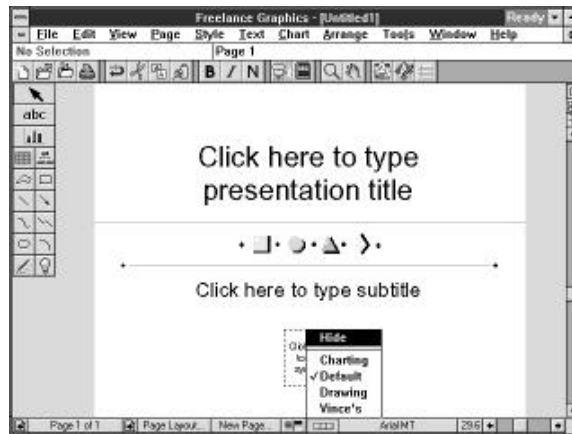 Freelance Graphics - [Untitled1]
Ready
File Edit View Page Style Text Chart Arrange Tools Window Help
No Selection Page 1
B I N
abc
Click here to type
presentation title
Click here to type subtitle
Hide
Charting
✓Default
Drawing
Vince's
Page 1 of 1 Page Layout... New Page... ArialMT 29.6